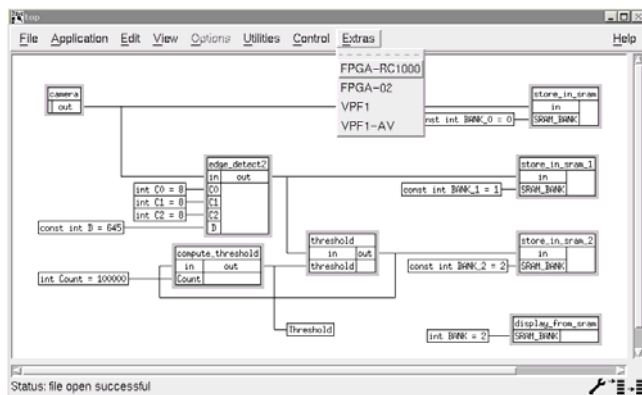 top
File Application Edit View Options Utilities Control Extras Help
FPGA-RC1000
FPGA-02
VPF1
VPF1-AV
camera
out
store_in_sram
in
nst int BANK_0 = 0
SRAM_BANK
edge_detect2
in out
int C0 = 8
C0
int C1 = 8
C1
int C2 = 8
C2
const int D = 645
D
store_in_sram_1
in
const int BANK_1 = 1
SRAM_BANK
compute_threshold
in out
int Count = 100000
Count
threshold
in out
threshold
store_in_sram_2
in
const int BANK_2 = 2
SRAM_BANK
Threshold
display_from_sram
int BANK = 2
SRAM_BANK
Status: file open successful